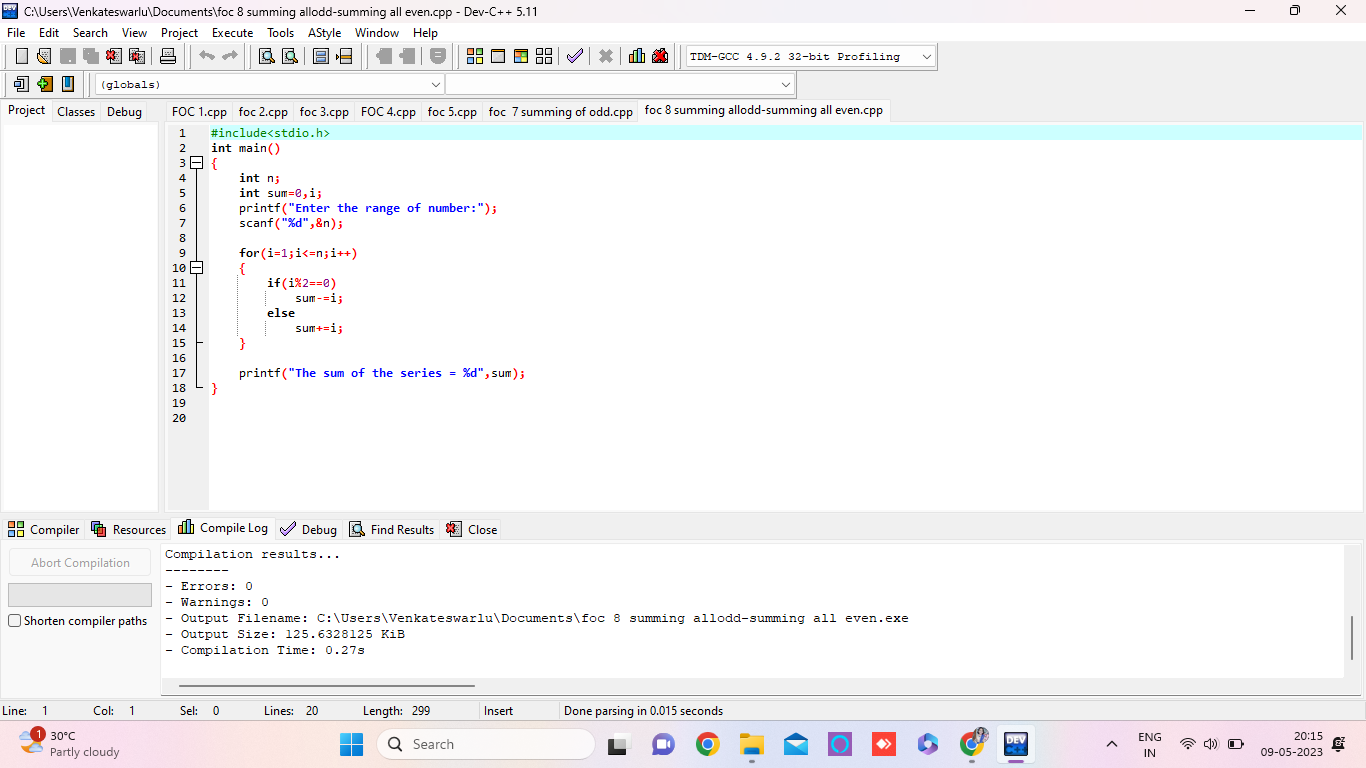 C:\Users\Venkateswarlu\Documents\foc 8 summing allodd-summing all even.cpp - Dev-C++ 5.11
File Edit Search View Project Execute Tools AStyle Window Help
TDM-GCC 4.9.2 32-bit Profiling
(globals)
Project Classes Debug FOC 1.cpp foc 2.cpp foc 3.cpp FOC 4.cpp foc 5.cpp foc 7 summing of odd.cpp foc 8 summing allodd-summing all even.cpp
1 #include<stdio.h>
2 int main()
3 {
4 int n;
5 int sum=0,i;
6 printf("Enter the range of number:");
7 scanf("%d",&n);
8
9 for(i=1;i<=n;i++)
10 {
11 if(i%2==0)
12 sum-=i;
13 else
14 sum+=i;
15 }
16
17 printf("The sum of the series = %d",sum);
18 }
19
20
Compiler Resources Compile Log Debug Find Results Close
Abort Compilation
Shorten compiler paths
Compilation results...
--------
- Errors: 0
- Warnings: 0
- Output Filename: C:\Users\Venkateswarlu\Documents\foc 8 summing allodd-summing all even.exe
- Output Size: 125.6328125 KiB
- Compilation Time: 0.27s
Line: 1 Col: 1 Sel: 0 Lines: 20 Length: 299 Insert Done parsing in 0.015 seconds
1
30°C
Partly cloudy
Search
DEV
ENG
IN
20:15
09-05-2023